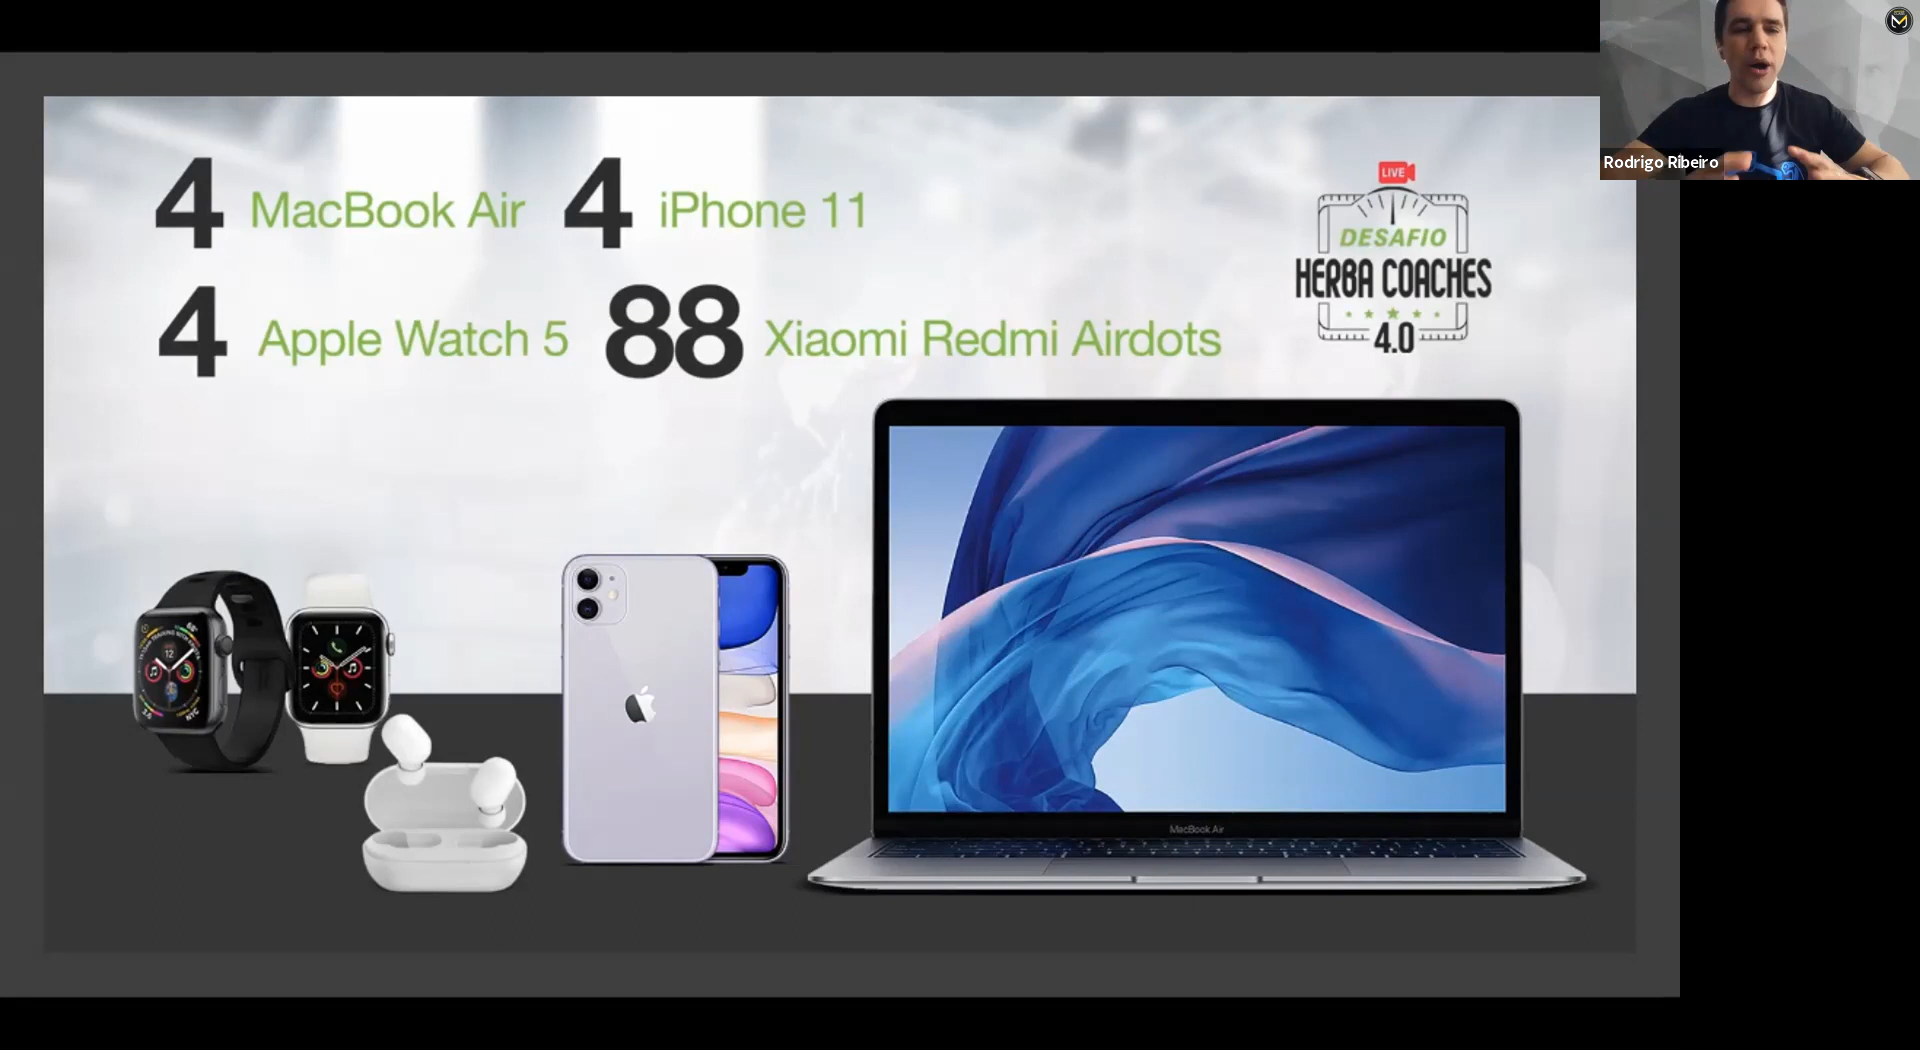 4 MacBook Air 4 iPhone 11
4 Apple Watch 5 88 Xiaomi Redmi Airdots
LIVE
DESAFIO
HERBA COACHES
4.0
Rodrigo Ribeiro
MacBook Air